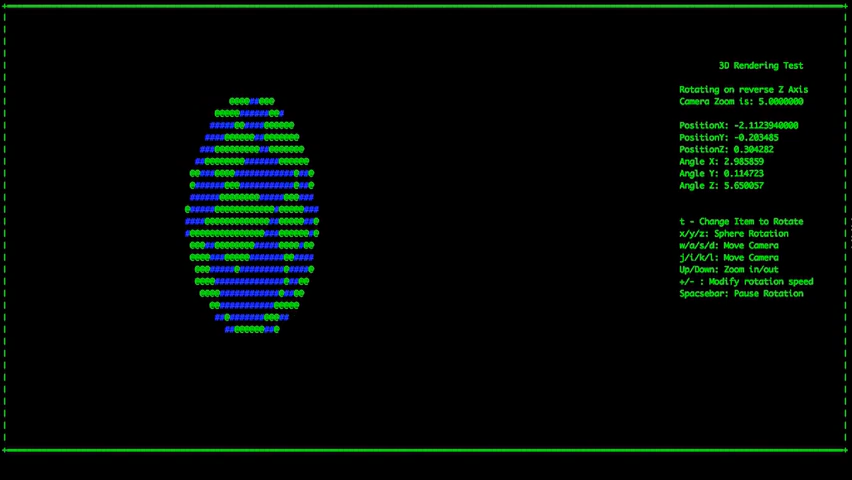 3D Rendering Test
Rotating on reverse Z Axis
Camera Zoom is: 5.0000000
PositionX: -2.1123940000
PositionY: -0.203485
PositionZ: 0.304282
Angle X: 2.985859
Angle Y: 0.114723
Angle Z: 5.650057
t - Change Item to Rotate
x/y/z: Sphere Rotation
w/a/s/d: Move Camera
j/i/k/l: Move Camera
Up/Down: Zoom in/out
+/- : Modify rotation speed
Spacsebar: Pause Rotation